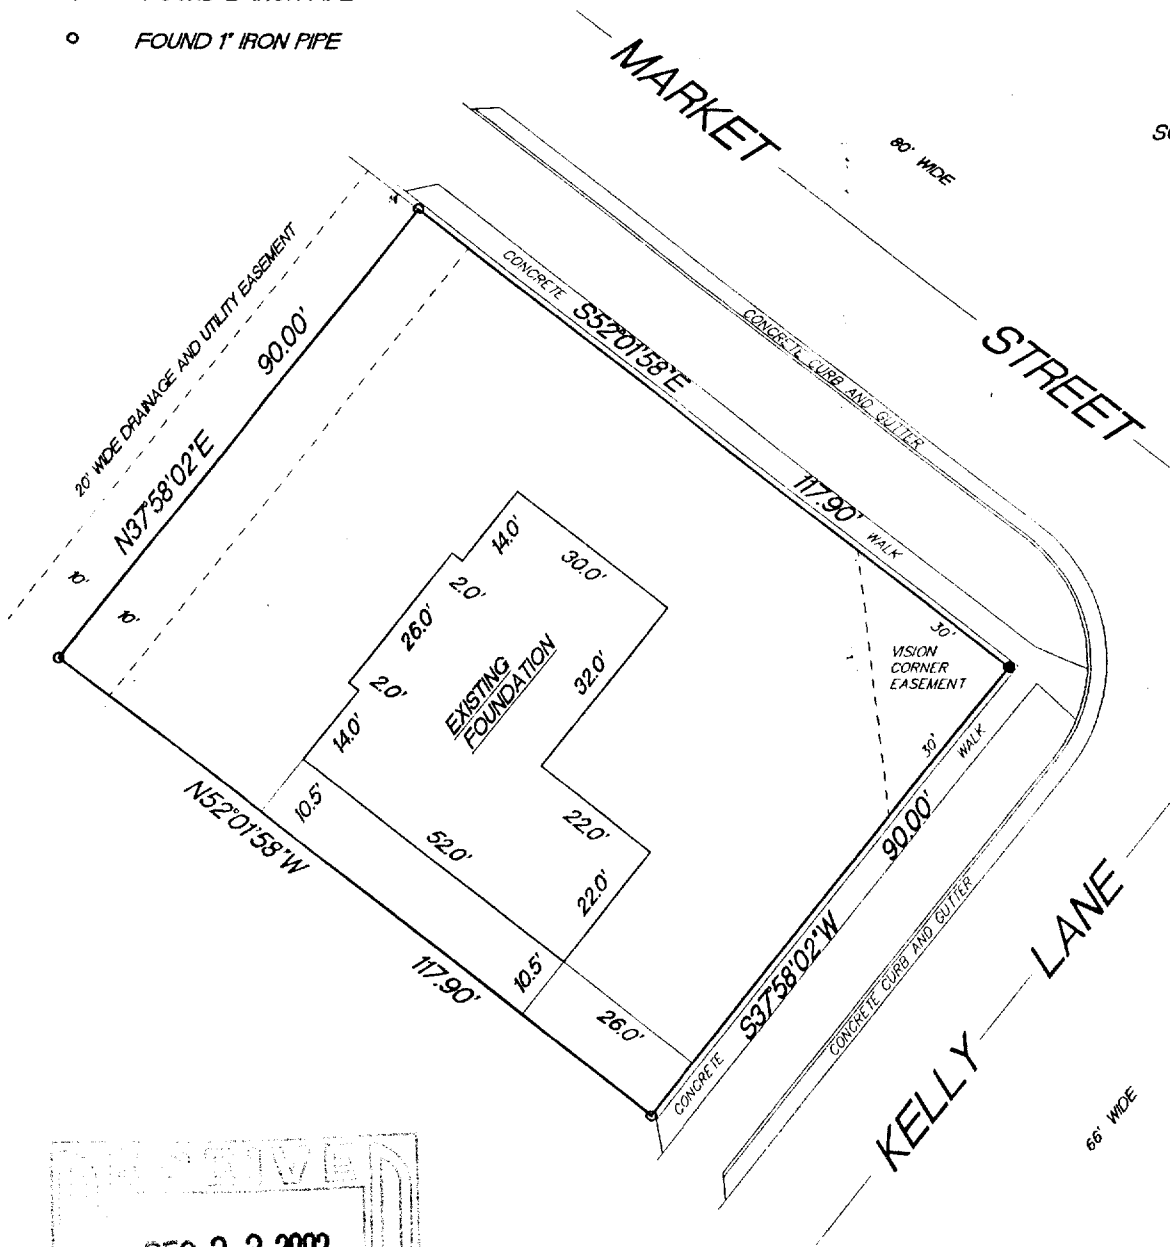 IRON PIPE
FOUND 1" IRON PIPE
MARKET
STREET
80' WIDE
20' WIDE DRAINAGE AND UTILITY EASEMENT
90.00'
N37°58'02"E
10'
10'
CONCRETE
S52°01'58"E
117.90'
WALK
CONCRETE CURB AND GUTTER
14.0'
30.0'
2.0'
26.0'
2.0'
14.0'
32.0'
EXISTING
FOUNDATION
22.0'
22.0'
52.0'
10.5'
10.5'
26.0'
30'
VISION
CORNER
EASEMENT
30'
WALK
90.00'
S37°58'02"W
CONCRETE
CONCRETE CURB AND GUTTER
N52°01'58"W
117.90'
KELLY
LANE
66' WIDE